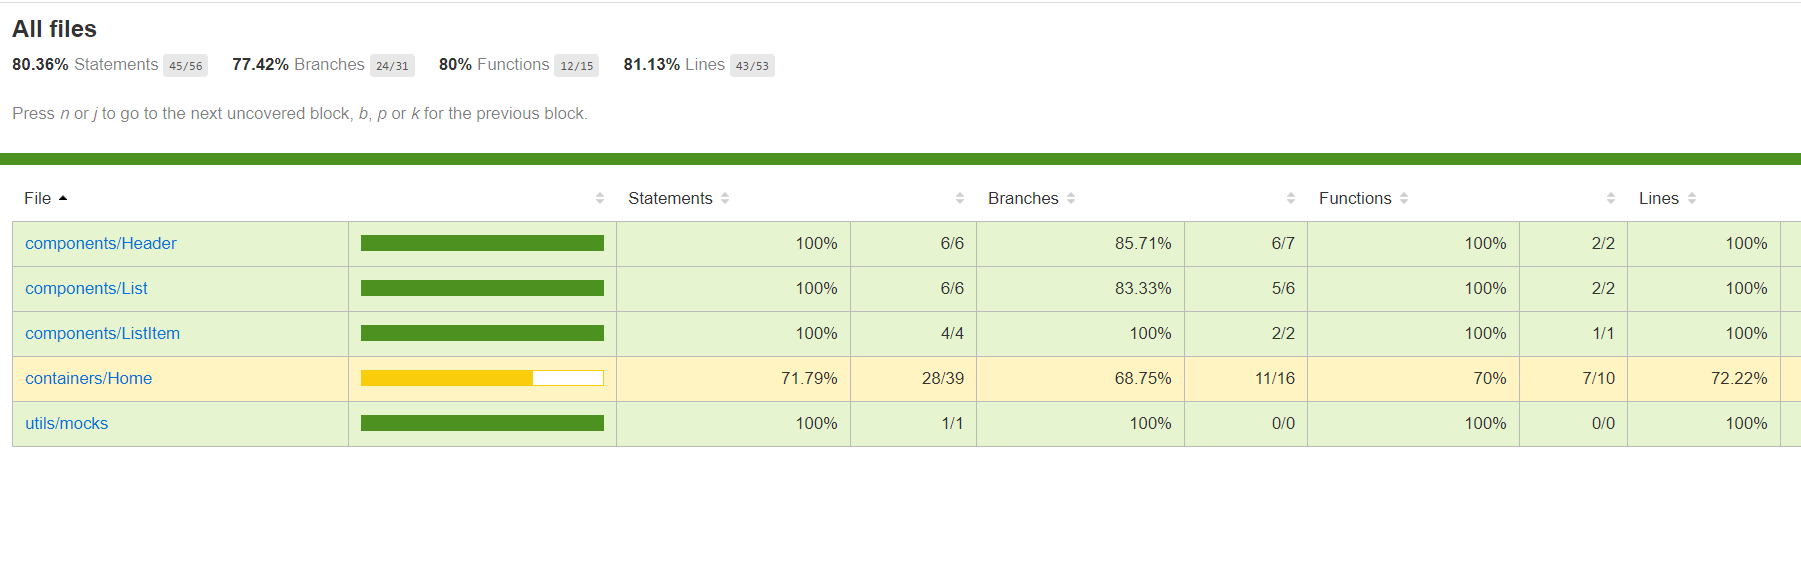 All files
80.36% Statements 45/56 77.42% Branches 24/31 80% Functions 12/15 81.13% Lines 43/53
Press n or j to go to the next uncovered block, b, p or k for the previous block.
File Statements Branches Functions Lines
components/Header 100% 6/6 85.71% 6/7 100% 2/2 100%
components/List 100% 6/6 83.33% 5/6 100% 2/2 100%
components/ListItem 100% 4/4 100% 2/2 100% 1/1 100%
containers/Home 71.79% 28/39 68.75% 11/16 70% 7/10 72.22%
utils/mocks 100% 1/1 100% 0/0 100% 0/0 100%